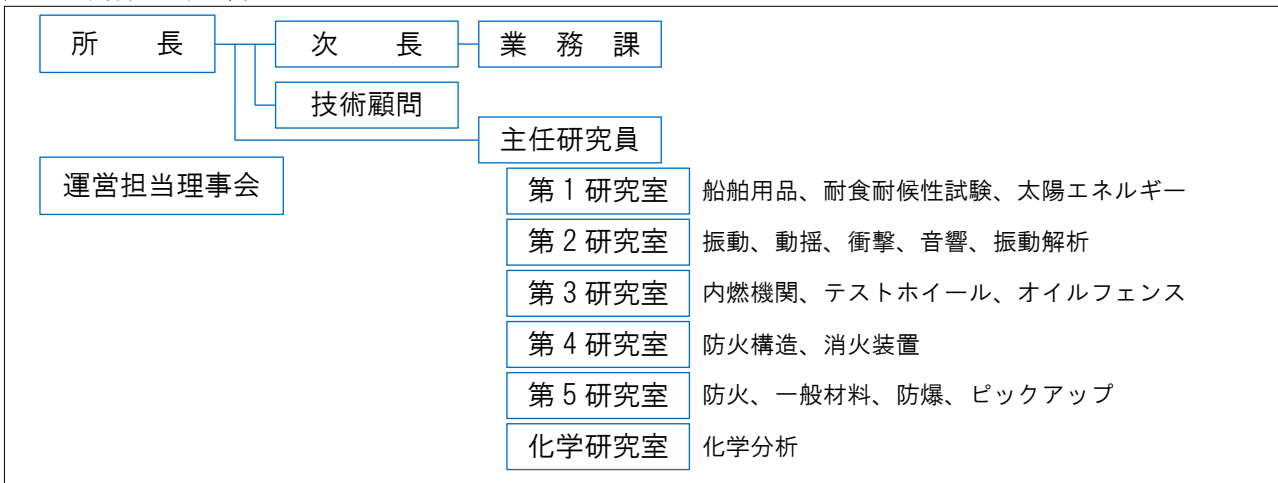 所　長　次　長　業　務　課
技術顧問
主任研究員
運営担当理事会
第1研究室　船舶用品、耐食耐候性試験、太陽エネルギー
第2研究室　振動、動揺、衝撃、音響、振動解析
第3研究室　内燃機関、テストホイール、オイルフェンス
第4研究室　防火構造、消火装置
第5研究室　防火、一般材料、防爆、ピックアップ
化学研究室　化学分析